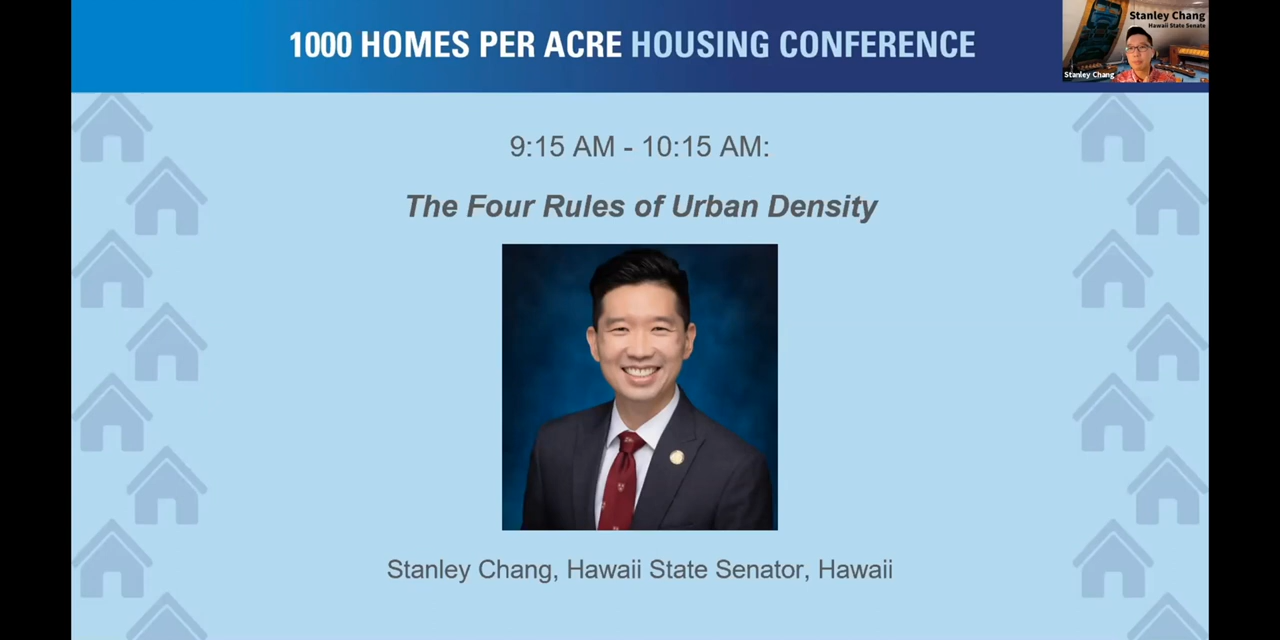 1000 HOMES PER ACRE HOUSING CONFERENCE
Stanley Chang
Hawaii State Senate
Stanley Chang
9:15 AM - 10:15 AM:
The Four Rules of Urban Density
Stanley Chang, Hawaii State Senator, Hawaii